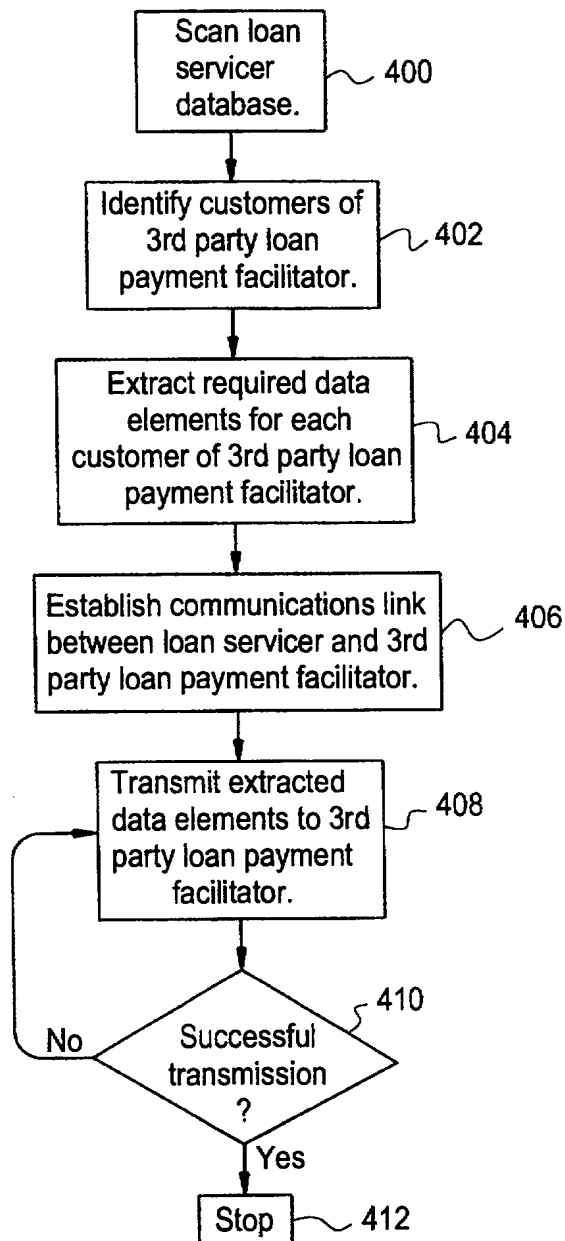 Scan loan
servicer
database.
400
Identify customers of
3rd party loan
payment facilitator.
402
Extract required data
elements for each
customer of 3rd party loan
payment facilitator.
404
Establish communications link
between loan servicer and 3rd
party loan payment facilitator.
406
Transmit extracted
data elements to 3rd
party loan payment
facilitator.
408
410
No
Successful
transmission
?
Yes
Stop
412